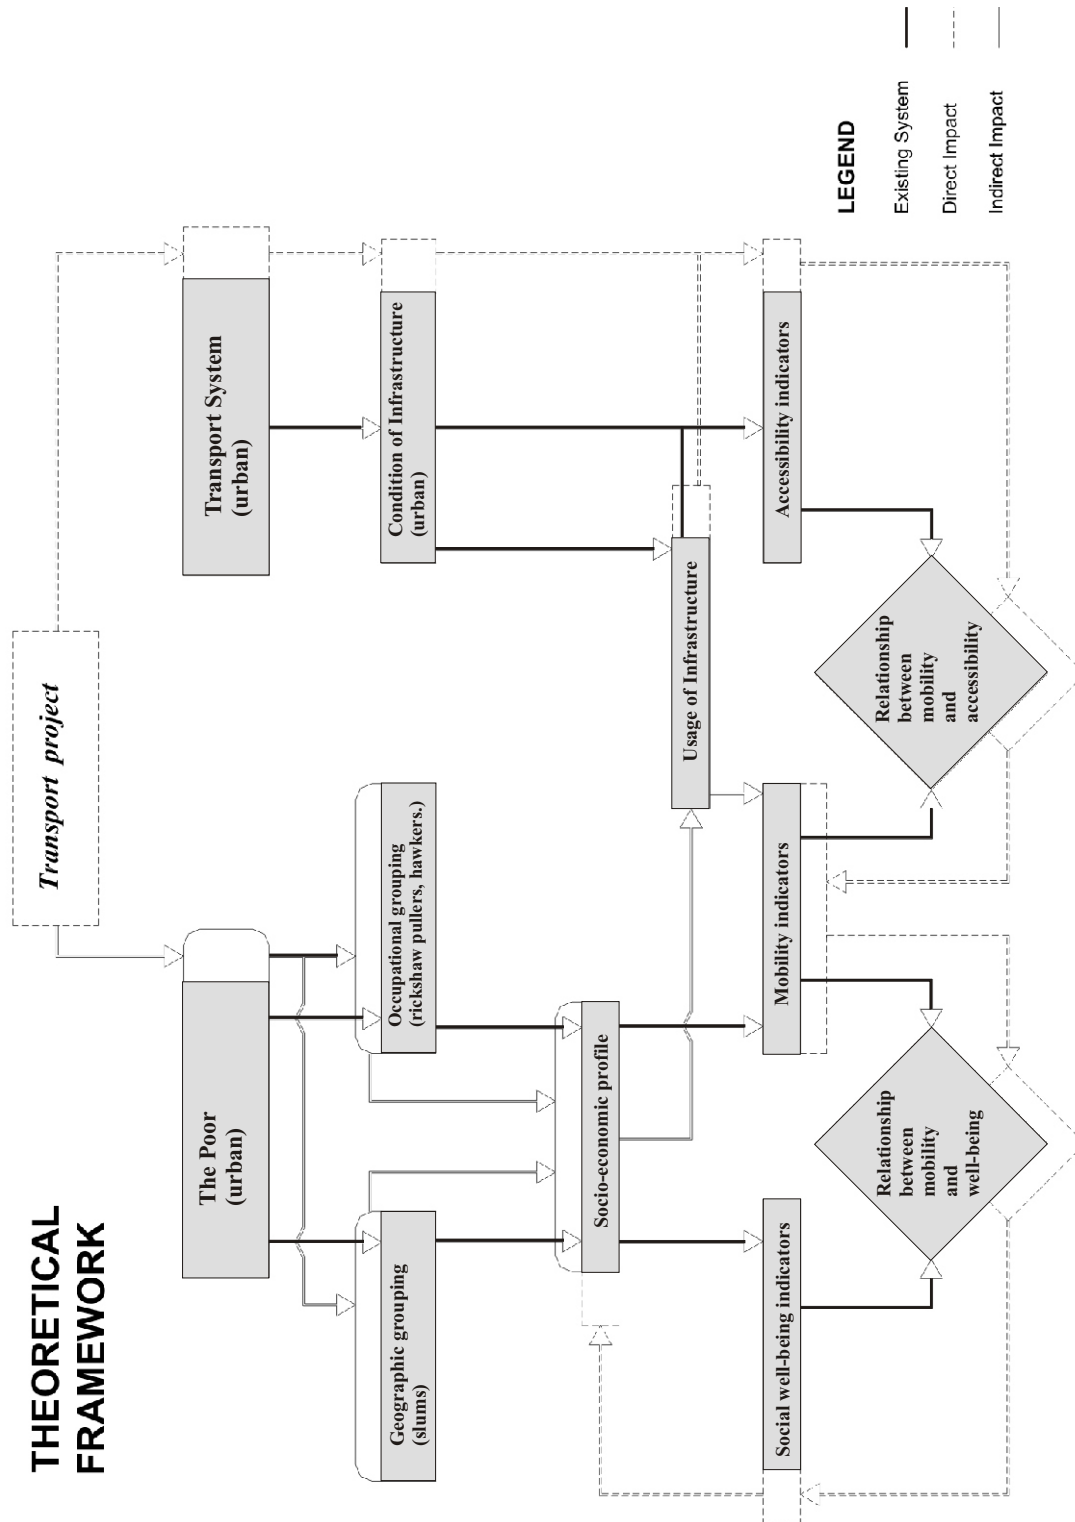 THEORETICAL
FRAMEWORK
Transport project
The Poor
(urban)
Transport System
(urban)
Geographic grouping
(slums)
Occupational grouping
(rickshaw pullers, hawkers.)
Condition of Infrastructure
(urban)
Socio-economic profile
Usage of Infrastructure
Social well-being indicators
Mobility indicators
Accessibility indicators
Relationship
between
mobility
and
well-being
Relationship
between
mobility
and
accessibility
LEGEND
Existing System
Direct Impact
Indirect Impact